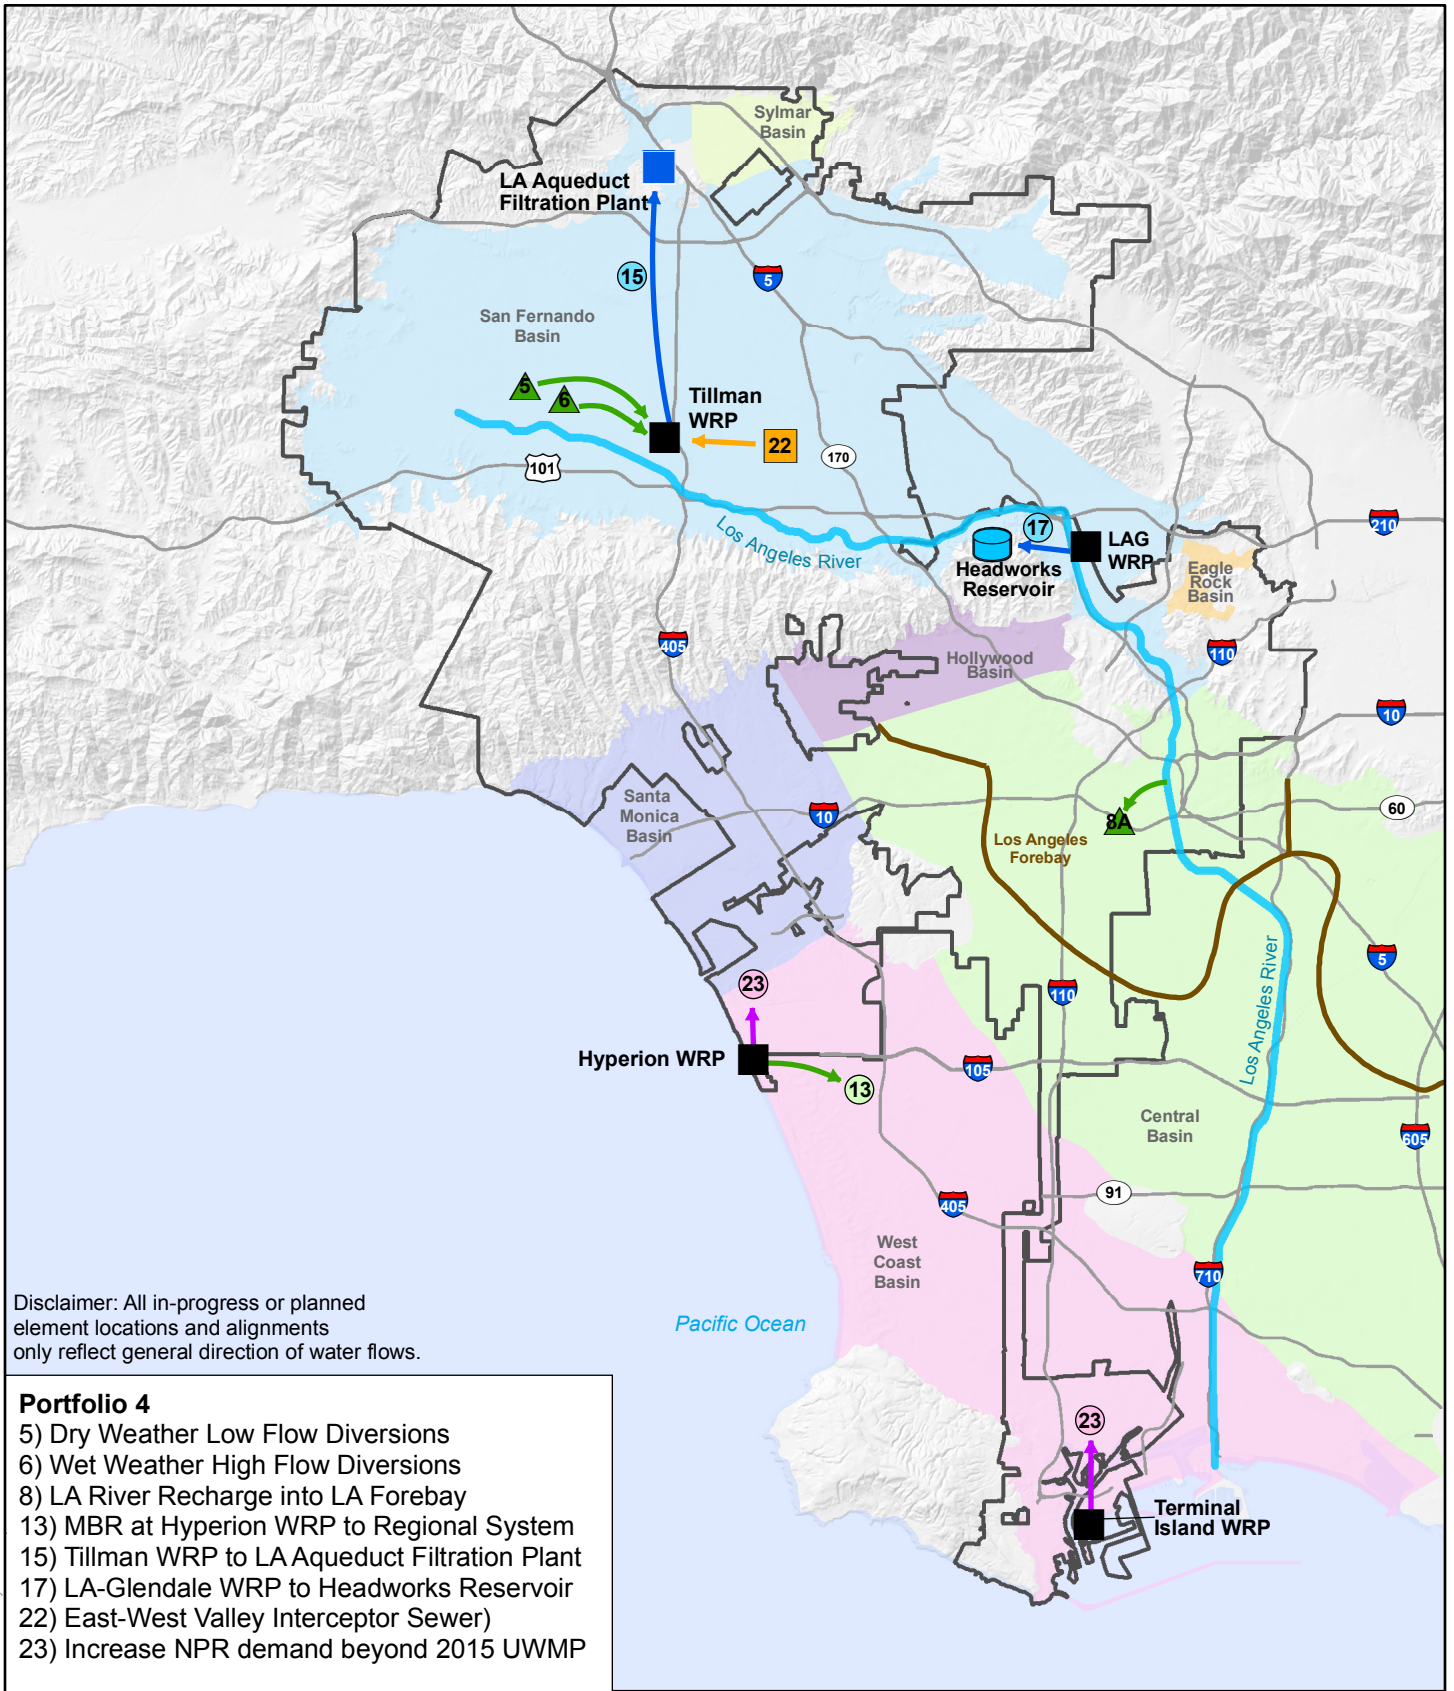 Sylmar
Basin
LA Aqueduct
Filtration Plant
15
5
San Fernando
Basin
5
6
Tillman
WRP
22
170
101
Los Angeles River
17
LAG
WRP
210
Headworks
Reservoir
Eagle
Rock
Basin
405
110
Hollywood
Basin
10
Santa
Monica
Basin
10
60
8A
Los Angeles
Forebay
5
23
110
Los Angeles River
Hyperion WRP
105
13
Central
Basin
605
91
405
West
Coast
Basin
710
Pacific Ocean
Disclaimer: All in-progress or planned
element locations and alignments
only reflect general direction of water flows.
23
Terminal
Island WRP
Portfolio 4
5) Dry Weather Low Flow Diversions
6) Wet Weather High Flow Diversions
8) LA River Recharge into LA Forebay
13) MBR at Hyperion WRP to Regional System
15) Tillman WRP to LA Aqueduct Filtration Plant
17) LA-Glendale WRP to Headworks Reservoir
22) East-West Valley Interceptor Sewer)
23) Increase NPR demand beyond 2015 UWMP